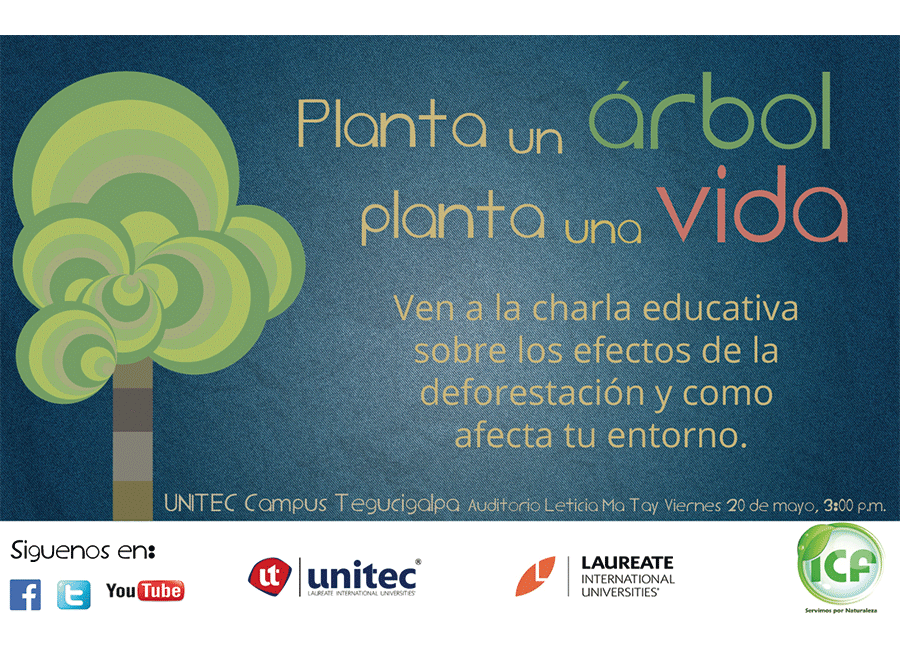 Planta un árbol
planta una vida
Ven a la charla educativa
sobre los efectos de la
deforestación y como
afecta tu entorno.
UNITEC Campus Tegucigalpa Auditorio Leticia Ma Tay Viernes 20 de mayo, 3:00 p.m.
Siguenos en:
f t YouTube
ut unitec®
LAUREATE INTERNATIONAL UNIVERSITIES®
LAUREATE
INTERNATIONAL
UNIVERSITIES®
ICF
Servimos por Naturaleza